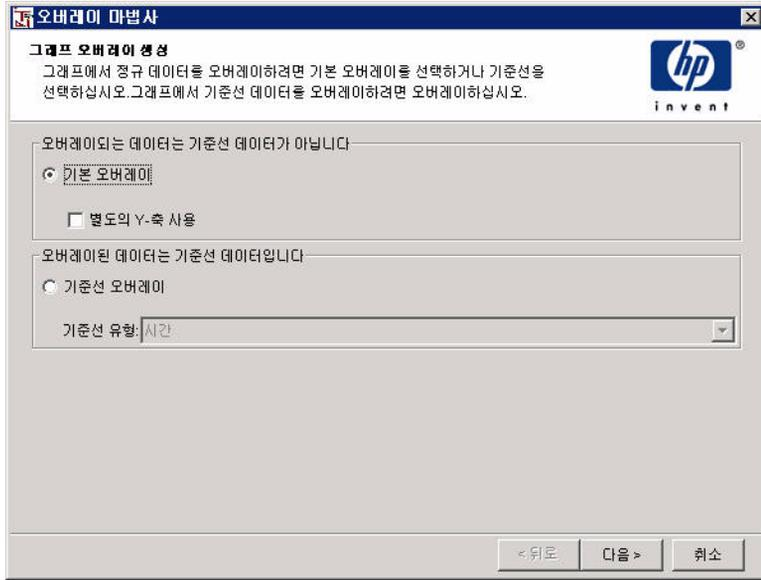 오버레이 마법사
그래프 오버레이 생성
그래프에서 정규 데이터를 오버레이하려면 기본 오버레이를 선택하거나 기준선을
선택하십시오.그래프에서 기준선 데이터를 오버레이하려면 오버레이하십시오.
hp
®
invent
오버레이되는 데이터는 기준선 데이터가 아닙니다
기본 오버레이
별도의 Y-축 사용
오버레이된 데이터는 기준선 데이터입니다
기준선 오버레이
기준선 유형: 시간
< 뒤로 다음 > 취소